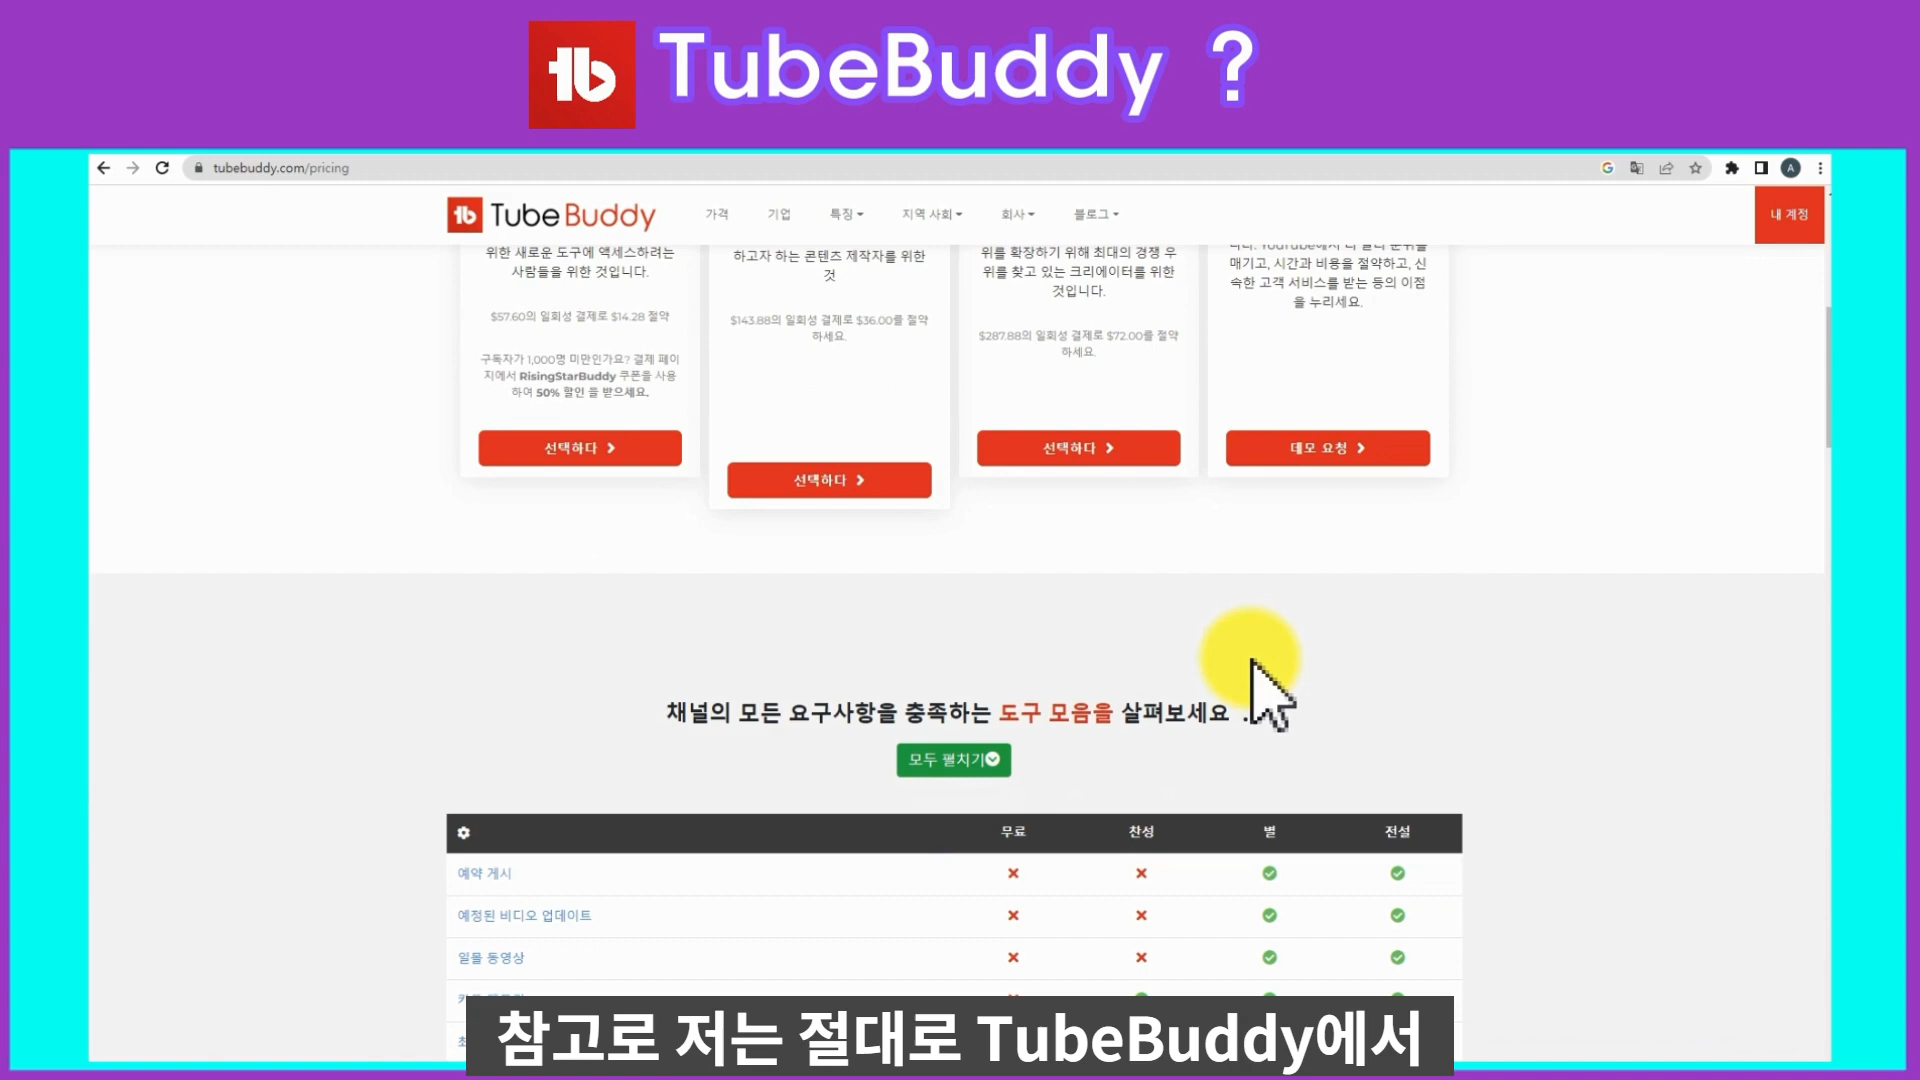 TubeBuddy ?
tubebuddy.com/pricing
A
TubeBuddy
가격 기업 특징 지역 사회 회사 블로그
내 계정
위한 새로운 도구에 액세스하려는
사람들을 위한 것입니다.
$57.60의 일회성 결제로 $14.28 절약
구독자가 1,000명 미만인가요? 결제 페이
지에서 RisingStarBuddy 쿠폰을 사용
하여 50% 할인 을 받으세요.
선택하다
하고자 하는 콘텐츠 제작자를 위한
것
$143.88의 일회성 결제로 $36.00를 절약
하세요.
선택하다
위를 확장하기 위해 최대의 경쟁 우
위를 찾고 있는 크리에이터를 위한
것입니다.
$287.88의 일회성 결제로 $72.00를 절약
하세요.
선택하다
매기고, 시간과 비용을 절약하고, 신
속한 고객 서비스를 받는 등의 이점
을 누리세요.
데모 요청
채널의 모든 요구사항을 충족하는 도구 모음을 살펴보세요 .
모두 펼치기
무료 찬성 별 전설
예약 게시
예정된 비디오 업데이트
일몰 동영상
참고로 저는 절대로 TubeBuddy에서